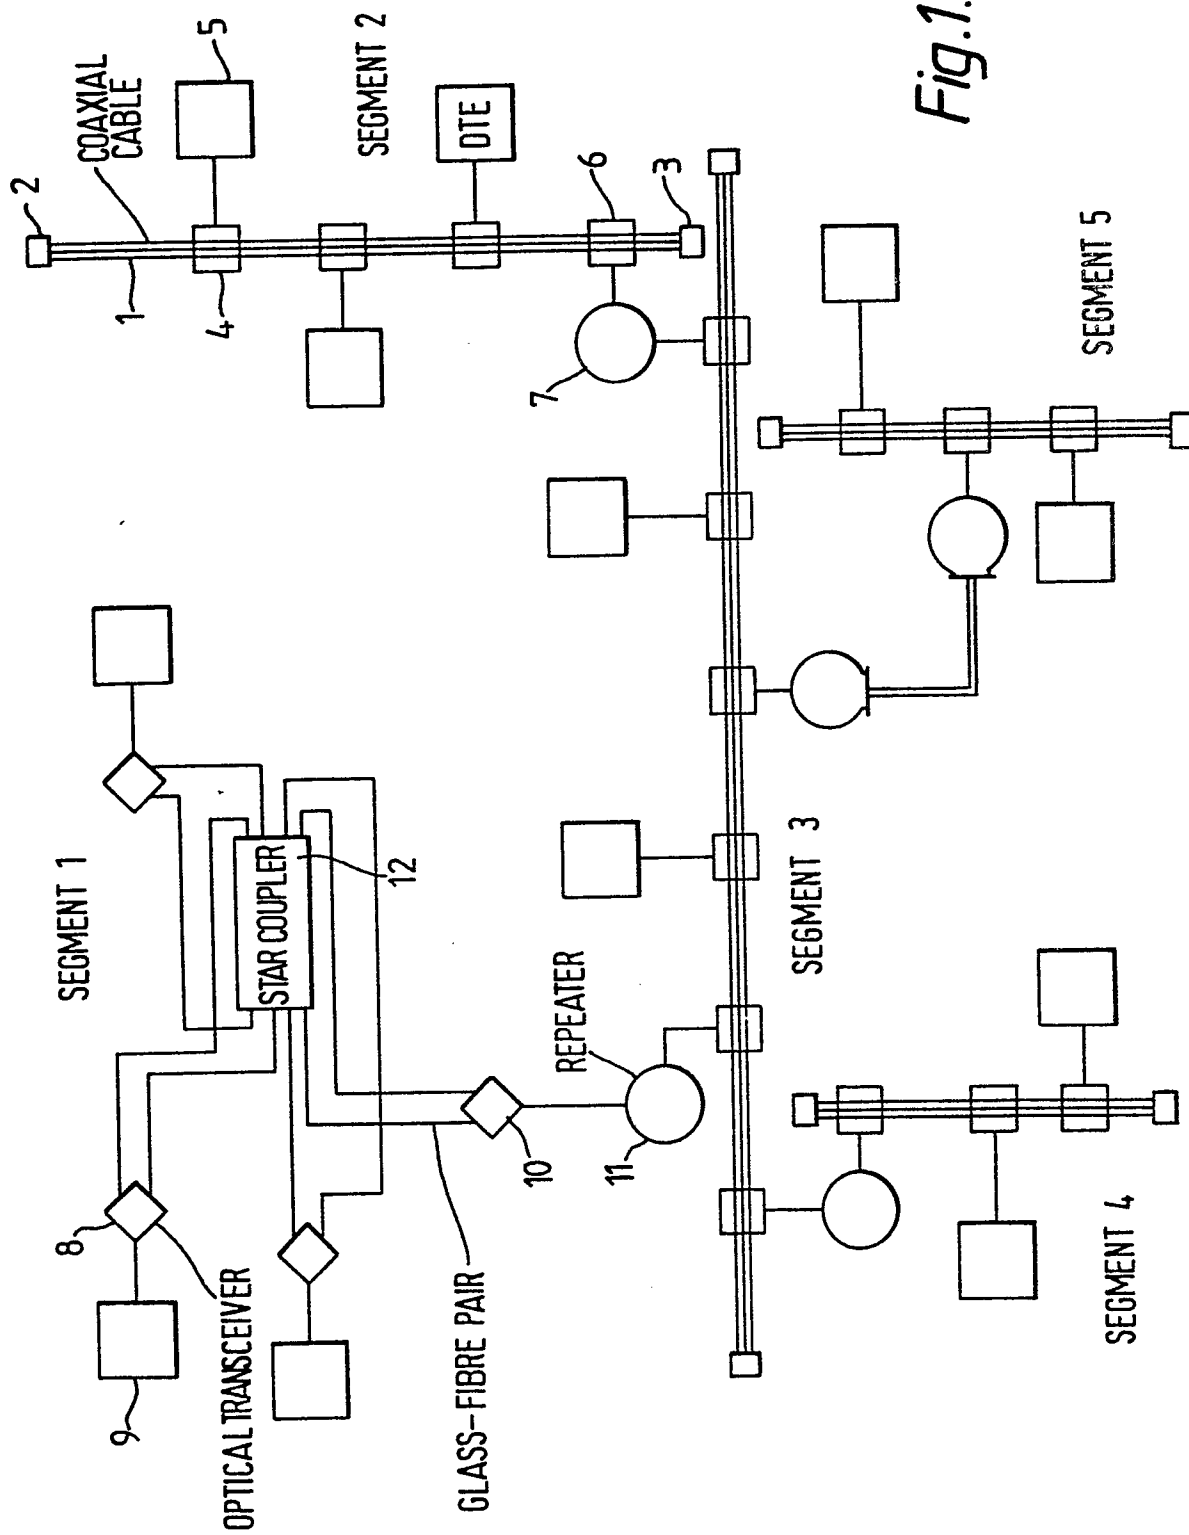 SEGMENT 1
8
9
OPTICAL TRANSCEIVER
STAR COUPLER
12
GLASS-FIBRE PAIR
10
REPEATER
11
2
COAXIAL
CABLE
1
5
4
SEGMENT 2
DTE
6
7
3
SEGMENT 3
SEGMENT 4
SEGMENT 5
Fig.1.